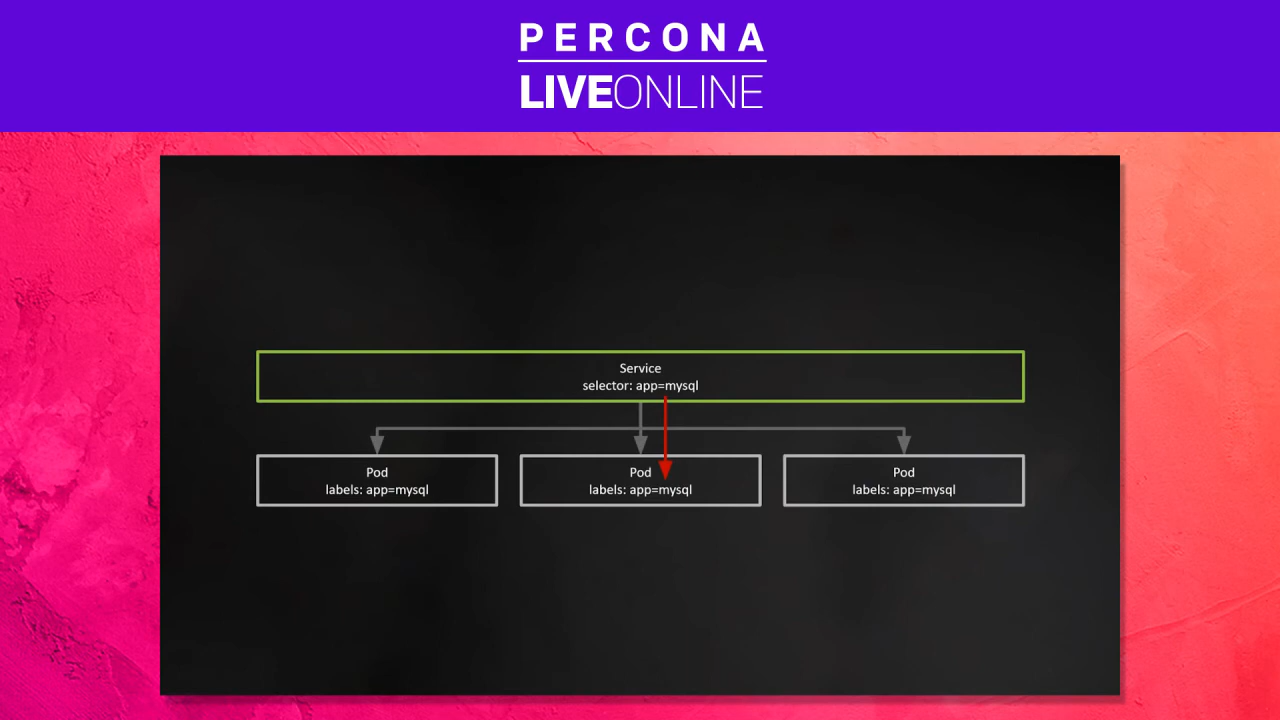 PERCONA
LIVEONLINE
Service
selector: app=mysql
Pod
labels: app=mysql
Pod
labels: app=mysql
Pod
labels: app=mysql